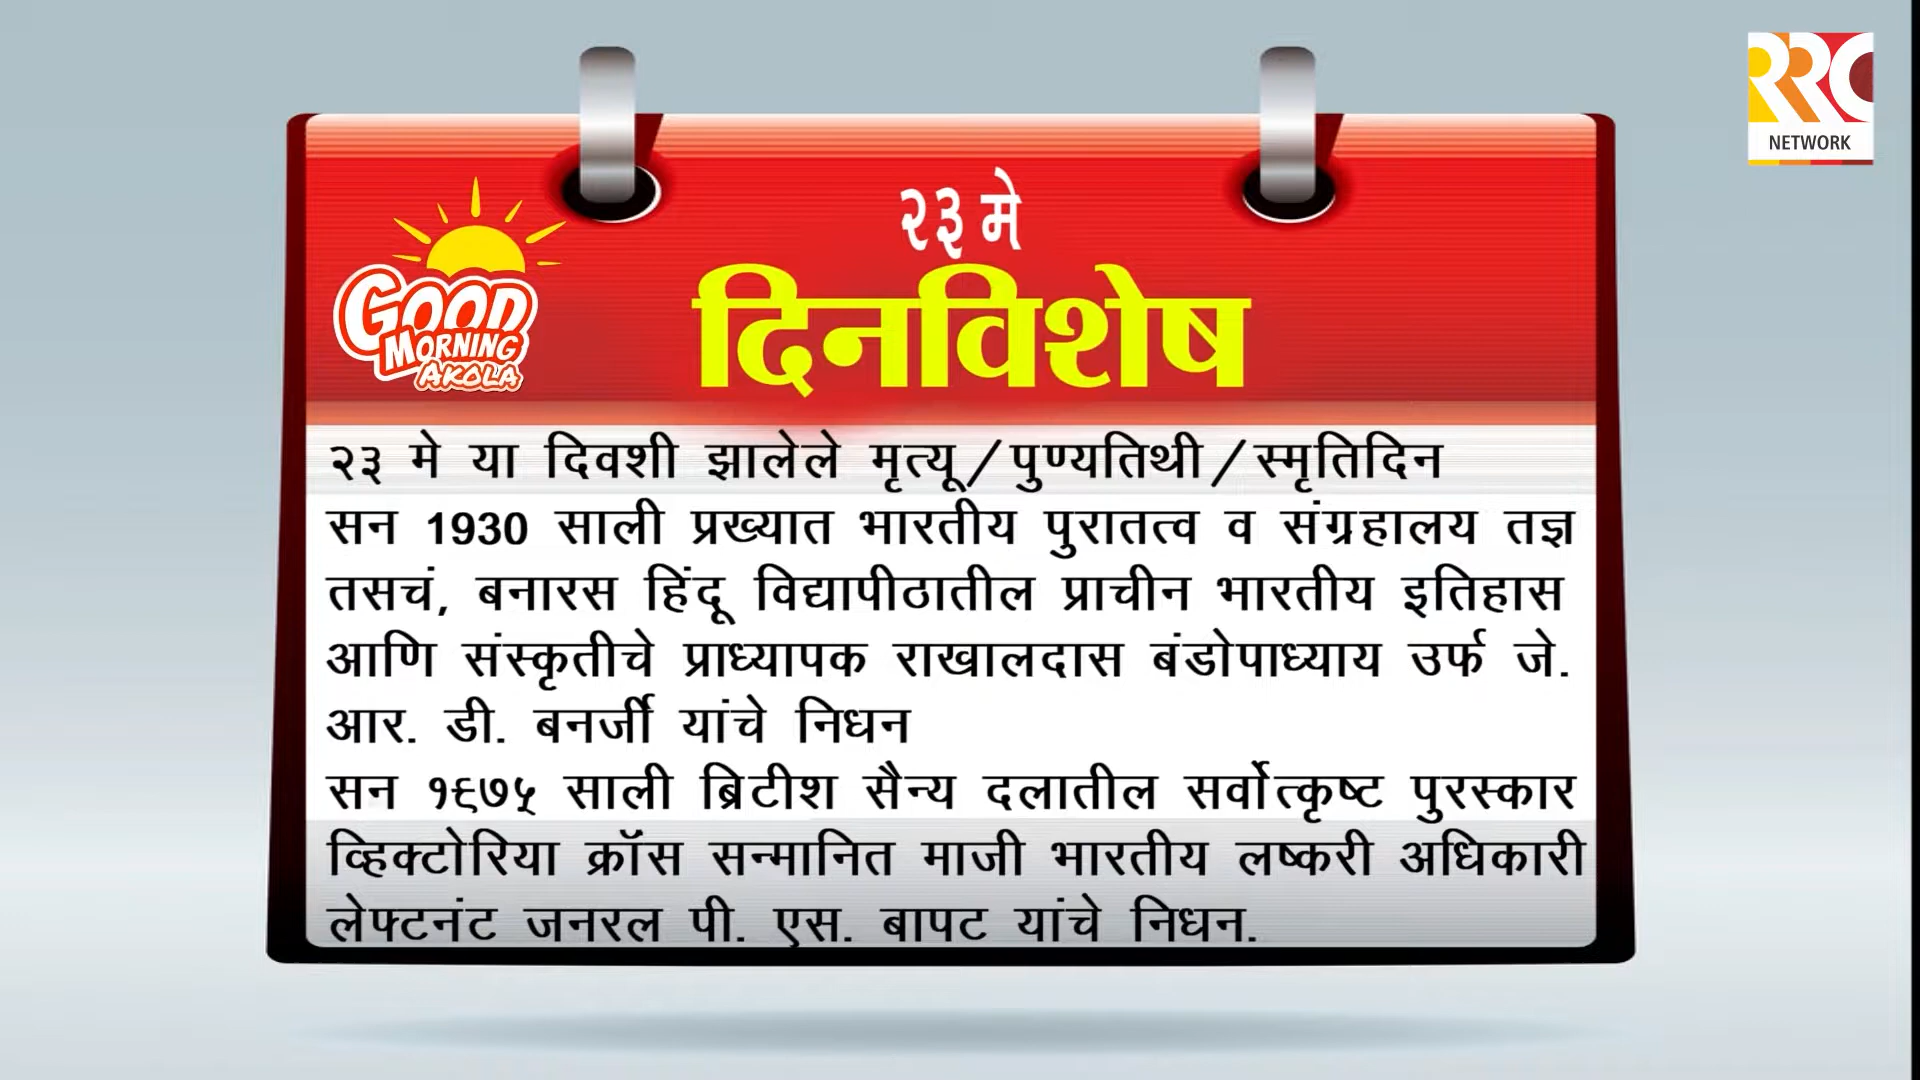 RRC
NETWORK
२३ मे
दिनविशेष
GOOD
MORNING
AKOLA
२३ मे या दिवशी झालेले मृत्यू/पुण्यतिथी/स्मृतिदिन
सन 1930 साली प्रख्यात भारतीय पुरातत्व व संग्रहालय तज्ञ
तसचं, बनारस हिंदू विद्यापीठातील प्राचीन भारतीय इतिहास
आणि संस्कृतीचे प्राध्यापक राखालदास बंडोपाध्याय उर्फ जे.
आर. डी. बनर्जी यांचे निधन
सन १९७५ साली ब्रिटीश सैन्य दलातील सर्वोत्कृष्ट पुरस्कार
व्हिक्टोरिया क्रॉस सन्मानित माजी भारतीय लष्करी अधिकारी
लेफ्टनंट जनरल पी. एस. बापट यांचे निधन.